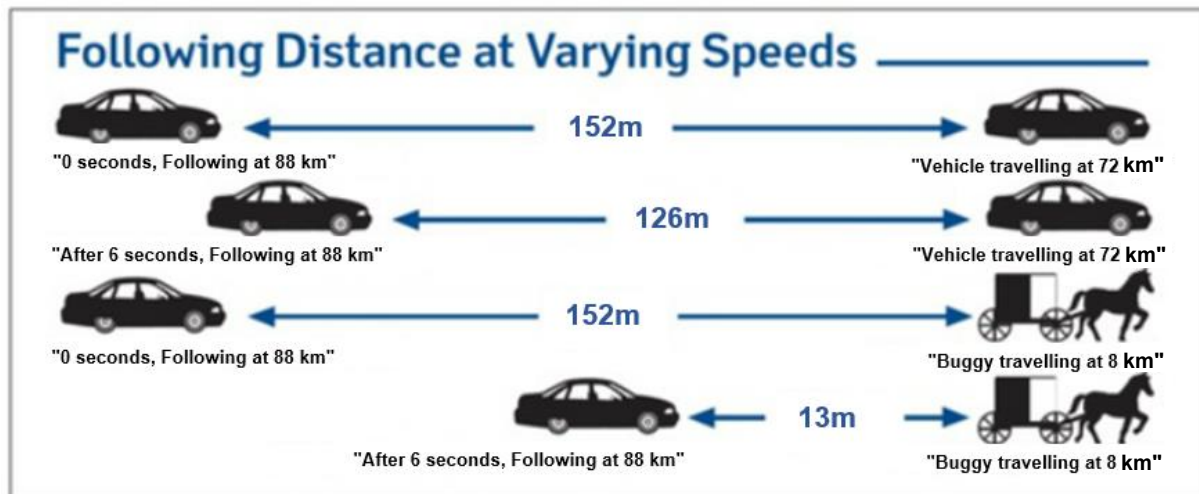 Following Distance at Varying Speeds
152m
"0 seconds, Following at 88 km" "Vehicle travelling at 72 km"
126m
"After 6 seconds, Following at 88 km" "Vehicle travelling at 72 km"
152m
"0 seconds, Following at 88 km" "Buggy travelling at 8 km"
13m
"After 6 seconds, Following at 88 km" "Buggy travelling at 8 km"